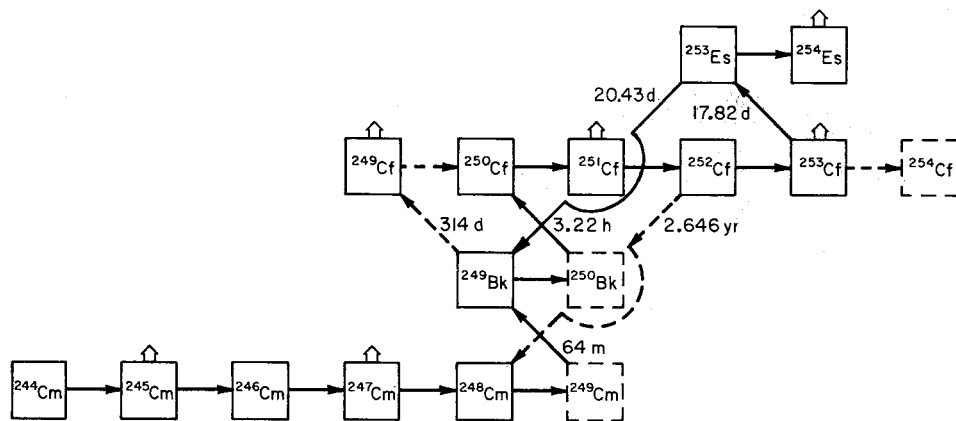 ²⁵³Es ²⁵⁴Es
20.43 d 17.82 d
²⁴⁹Cf ²⁵⁰Cf ²⁵¹Cf ²⁵²Cf ²⁵³Cf ²⁵⁴Cf
314 d 3.22 h 2.646 yr
²⁴⁹Bk ²⁵⁰Bk
64 m
²⁴⁴Cm ²⁴⁵Cm ²⁴⁶Cm ²⁴⁷Cm ²⁴⁸Cm ²⁴⁹Cm